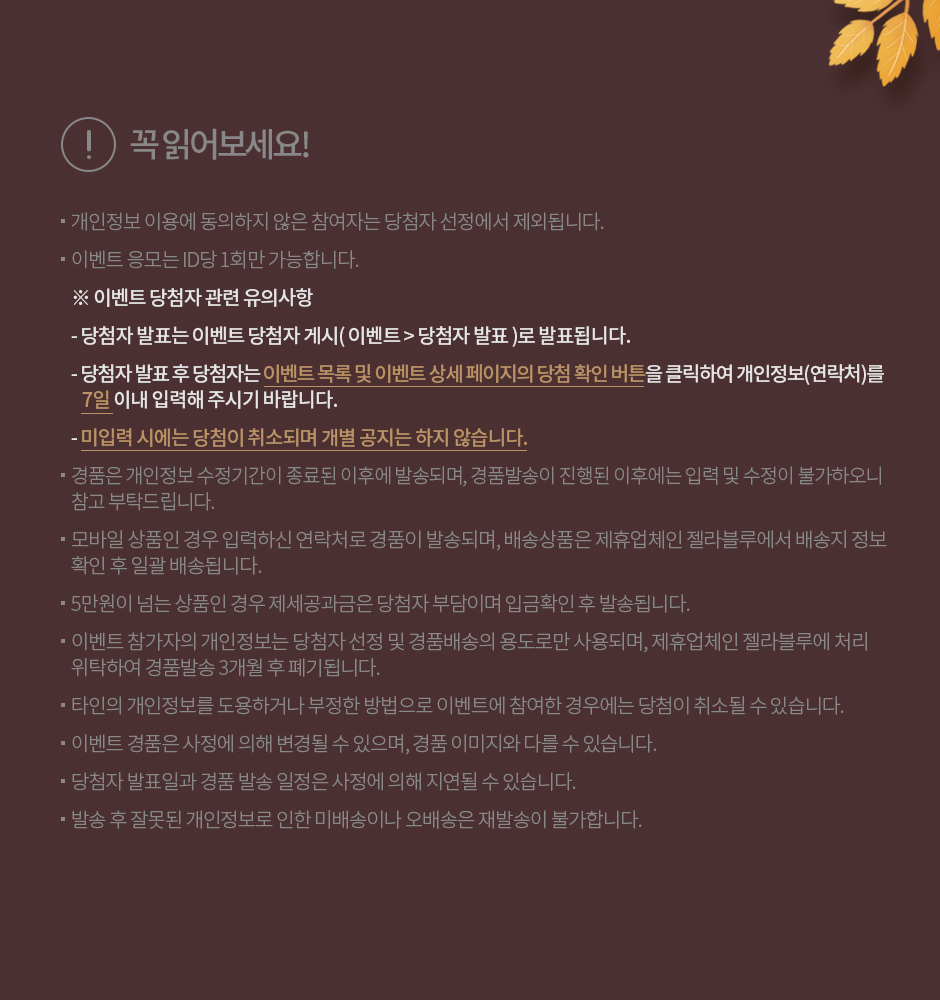 꼭 읽어보세요!
개인정보 이용에 동의하지 않은 참여자는 당첨자 선정에서 제외됩니다.
이벤트 응모는 ID당 1회만 가능합니다.
※ 이벤트 당첨자 관련 유의사항
- 당첨자 발표는 이벤트 당첨자 게시( 이벤트 > 당첨자 발표 )로 발표됩니다.
- 당첨자 발표 후 당첨자는 이벤트 목록 및 이벤트 상세 페이지의 당첨 확인 버튼을 클릭하여 개인정보(연락처)를
7일 이내 입력해 주시기 바랍니다.
- 미입력 시에는 당첨이 취소되며 개별 공지는 하지 않습니다.
경품은 개인정보 수정기간이 종료된 이후에 발송되며, 경품발송이 진행된 이후에는 입력 및 수정이 불가하오니
참고 부탁드립니다.
모바일 상품인 경우 입력하신 연락처로 경품이 발송되며, 배송상품은 제휴업체인 젤라블루에서 배송지 정보
확인 후 일괄 배송됩니다.
5만원이 넘는 상품인 경우 제세공과금은 당첨자 부담이며 입금확인 후 발송됩니다.
이벤트 참가자의 개인정보는 당첨자 선정 및 경품배송의 용도로만 사용되며, 제휴업체인 젤라블루에 처리
위탁하여 경품발송 3개월 후 폐기됩니다.
타인의 개인정보를 도용하거나 부정한 방법으로 이벤트에 참여한 경우에는 당첨이 취소될 수 있습니다.
이벤트 경품은 사정에 의해 변경될 수 있으며, 경품 이미지와 다를 수 있습니다.
당첨자 발표일과 경품 발송 일정은 사정에 의해 지연될 수 있습니다.
발송 후 잘못된 개인정보로 인한 미배송이나 오배송은 재발송이 불가합니다.